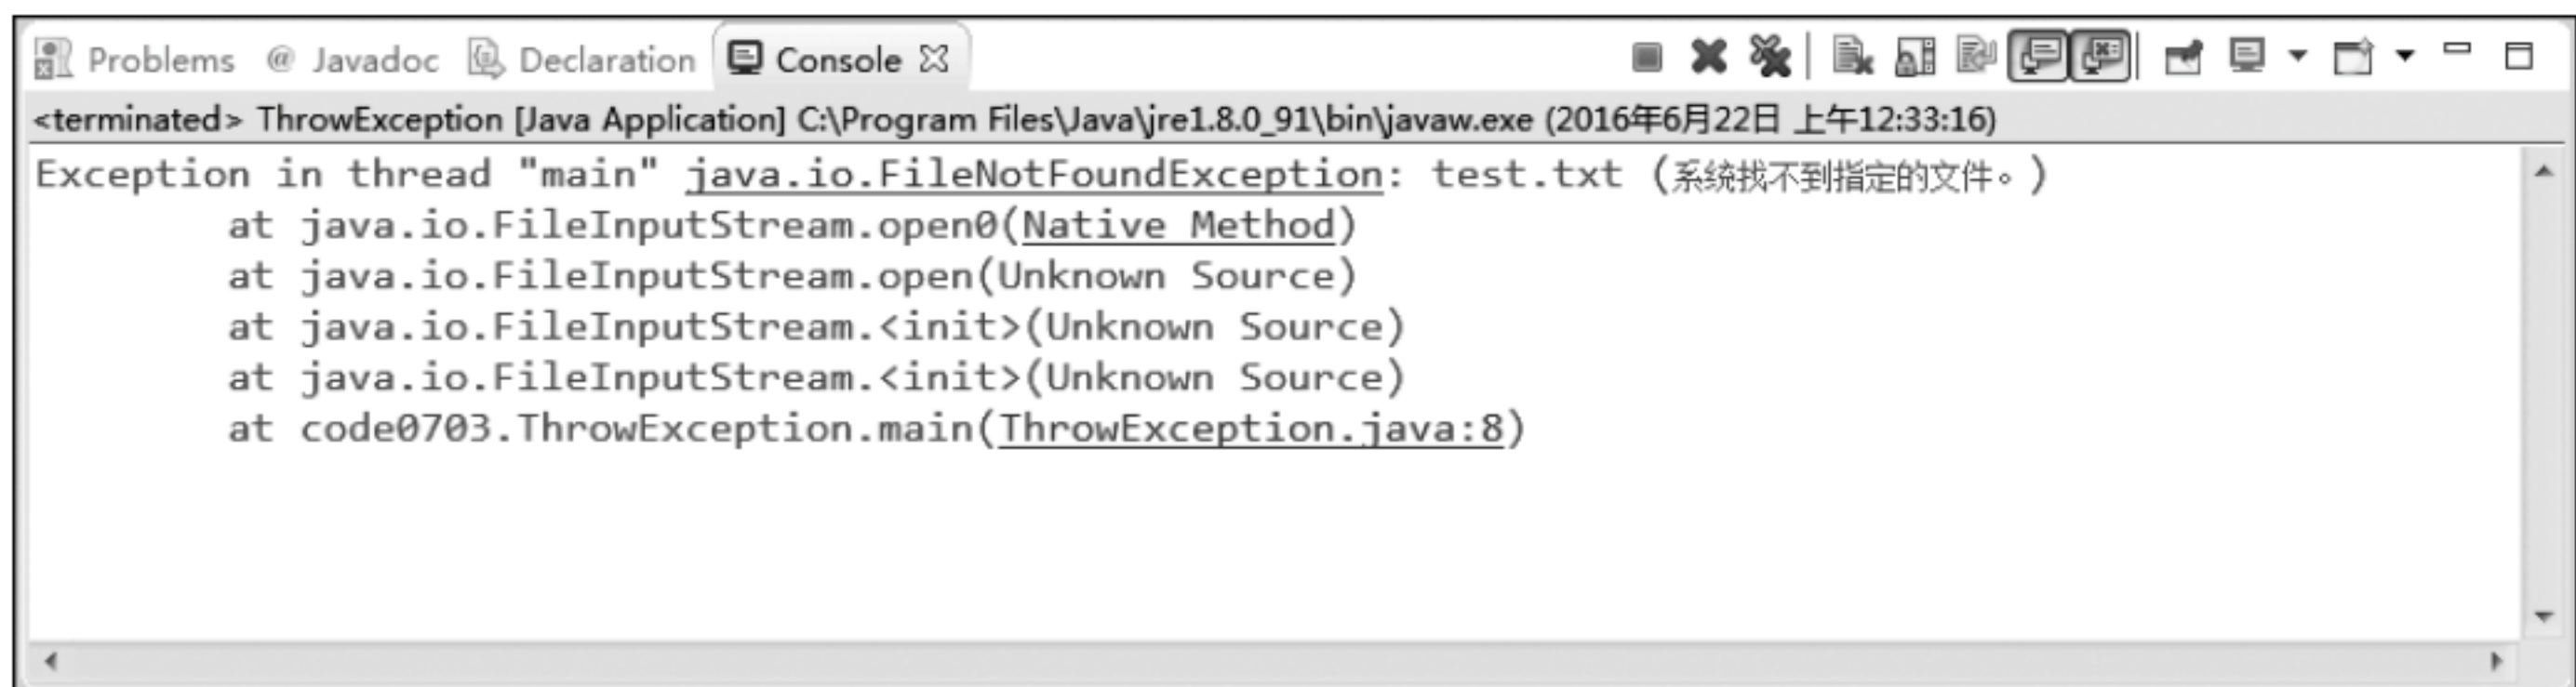 Problems @ Javadoc Declaration Console
<terminated> ThrowException [Java Application] C:\Program Files\Java\jre1.8.0_91\bin\javaw.exe (2016年6月22日 上午12:33:16)
Exception in thread "main" java.io.FileNotFoundException: test.txt (系统找不到指定的文件。)
at java.io.FileInputStream.open0(Native Method)
at java.io.FileInputStream.open(Unknown Source)
at java.io.FileInputStream.<init>(Unknown Source)
at java.io.FileInputStream.<init>(Unknown Source)
at code0703.ThrowException.main(ThrowException.java:8)